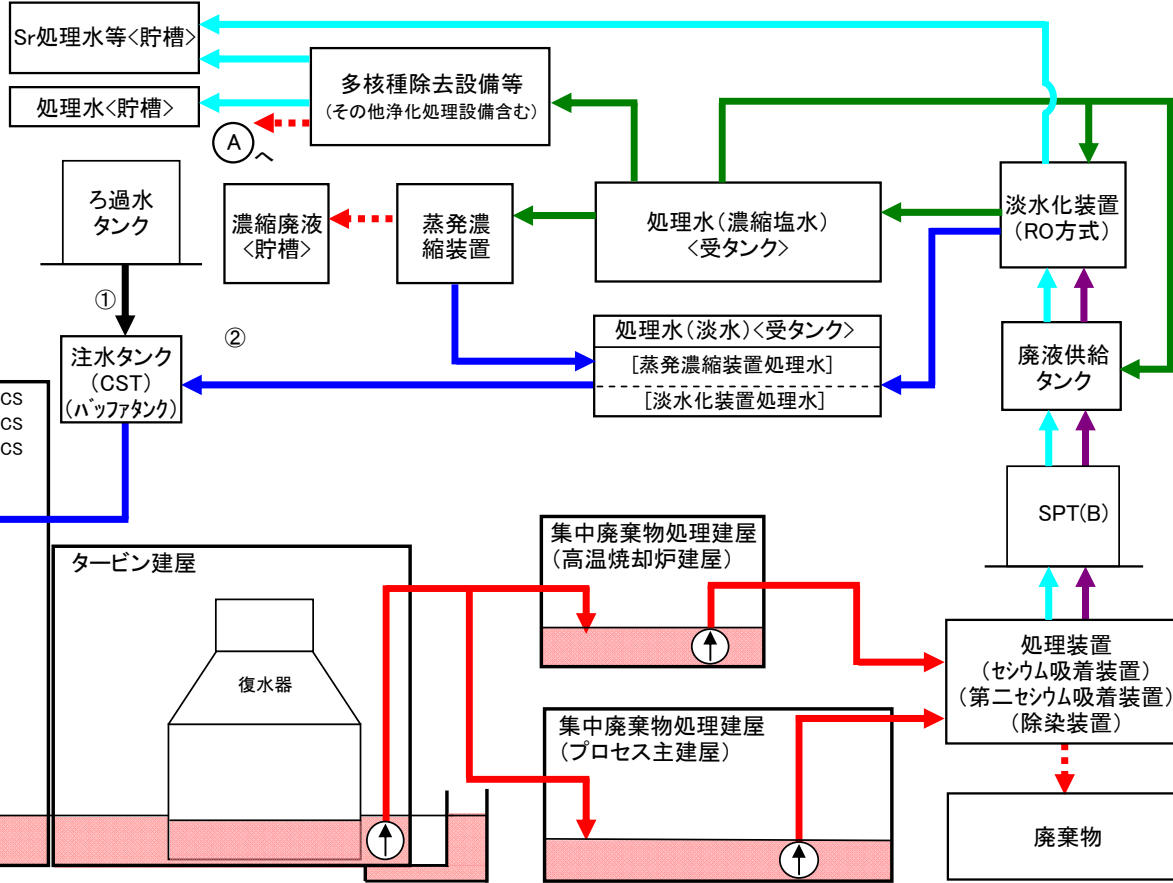 Sr処理水等<貯槽>
処理水<貯槽>
多核種除去設備等
(その他浄化処理設備含む)
A
へ
ろ過水
タンク
濃縮廃液
<貯槽>
蒸発濃
縮装置
処理水(濃縮塩水)
<受タンク>
淡水化装置
(RO方式)
①
②
注水タンク
(CST)
(バッファタンク)
処理水(淡水)<受タンク>
[蒸発濃縮装置処理水]
[淡水化装置処理水]
廃液供給
タンク
CS
CS
CS
SPT(B)
タービン建屋
復水器
集中廃棄物処理建屋
(高温焼却炉建屋)
集中廃棄物処理建屋
(プロセス主建屋)
処理装置
(セシウム吸着装置)
(第二セシウム吸着装置)
(除染装置)
廃棄物